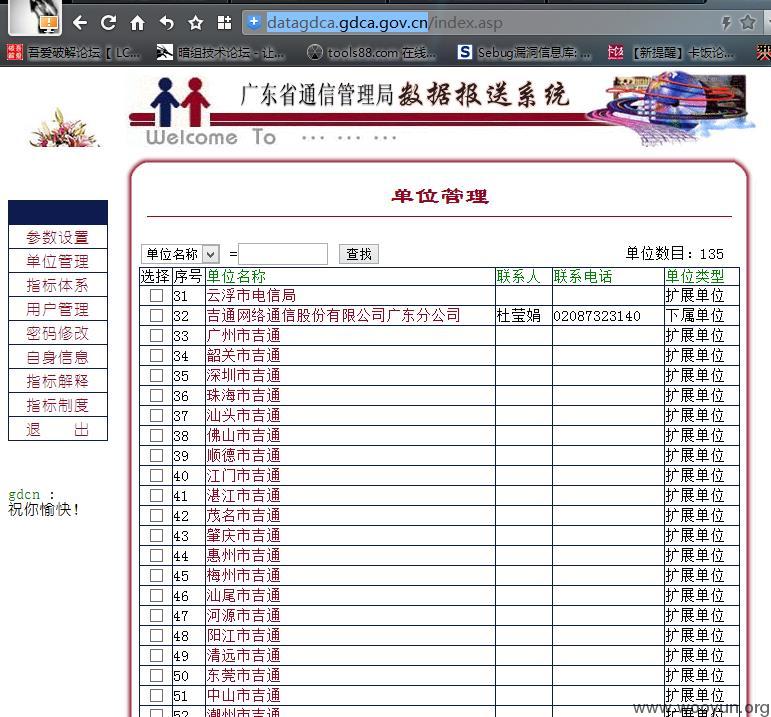 datagdca.gdca.gov.cn/index.asp
吾爱破解论坛【 LC... 暗组技术论坛 - 让... tools88.com 在线... Sebug漏洞信息库: ... 【新提醒】卡饭论...
广东省通信管理局数据报送系统
Welcome To ... ... ...
单位管理
参数设置
单位管理
指标体系
用户管理
密码修改
自身信息
指标解释
指标制度
退 出
gdcn :
祝你愉快!
单位名称 = 查找 单位数目: 135
选择 序号 单位名称 联系人 联系电话 单位类型
31 云浮市电信局 扩展单位
32 吉通网络通信股份有限公司广东分公司 杜莹娟 02087323140 下属单位
33 广州市吉通 扩展单位
34 韶关市吉通 扩展单位
35 深圳市吉通 扩展单位
36 珠海市吉通 扩展单位
37 汕头市吉通 扩展单位
38 佛山市吉通 扩展单位
39 顺德市吉通 扩展单位
40 江门市吉通 扩展单位
41 湛江市吉通 扩展单位
42 茂名市吉通 扩展单位
43 肇庆市吉通 扩展单位
44 惠州市吉通 扩展单位
45 梅州市吉通 扩展单位
46 汕尾市吉通 扩展单位
47 河源市吉通 扩展单位
48 阳江市吉通 扩展单位
49 清远市吉通 扩展单位
50 东莞市吉通 扩展单位
51 中山市吉通 扩展单位
52 潮州市吉通 扩展单位
www.wooyun.org